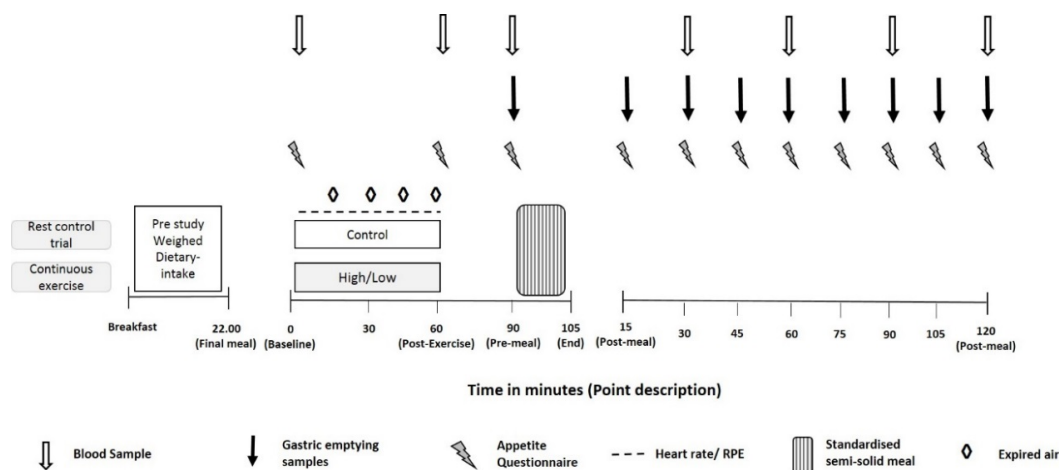 Rest control
trial
Continuous
exercise
Pre study
Weighed
Dietary-
intake
Control
High/Low
Breakfast
22.00
(Final meal)
0
(Baseline)
30
60
(Post-Exercise)
90
(Pre-meal)
105
(End)
15
(Post-meal)
30
45
60
75
90
105
120
(Post-meal)
Time in minutes (Point description)
Blood Sample
Gastric emptying
samples
Appetite
Questionnaire
Heart rate/ RPE
Standardised
semi-solid meal
Expired air